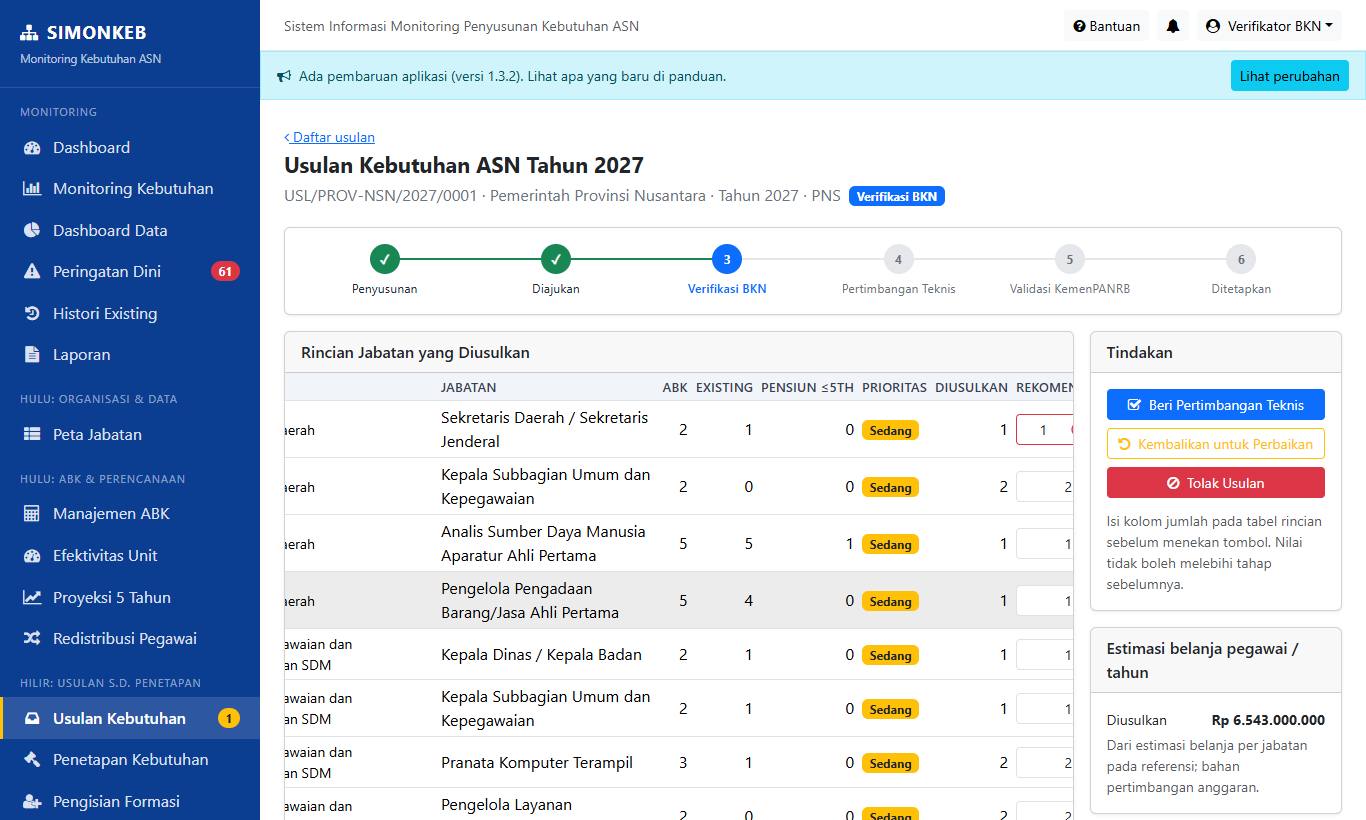 SIMONKEB
Monitoring Kebutuhan ASN
MONITORING
Dashboard
Monitoring Kebutuhan
Dashboard Data
Peringatan Dini 61
Histori Existing
Laporan
HULU: ORGANISASI & DATA
Peta Jabatan
HULU: ABK & PERENCANAAN
Manajemen ABK
Efektivitas Unit
Proyeksi 5 Tahun
Redistribusi Pegawai
HILIR: USULAN S.D. PENETAPAN
Usulan Kebutuhan 1
Penetapan Kebutuhan
Pengisian Formasi
Sistem Informasi Monitoring Penyusunan Kebutuhan ASN
Bantuan
Verifikator BKN
Ada pembaruan aplikasi (versi 1.3.2). Lihat apa yang baru di panduan.
Lihat perubahan
Daftar usulan
Usulan Kebutuhan ASN Tahun 2027
USL/PROV-NSN/2027/0001 · Pemerintah Provinsi Nusantara · Tahun 2027 · PNS Verifikasi BKN
✓ ✓ 3 4 5 6
Penyusunan Diajukan Verifikasi BKN Pertimbangan Teknis Validasi KemenPANRB Ditetapkan
Rincian Jabatan yang Diusulkan
JABATAN ABK EXISTING PENSIUN ≤5TH PRIORITAS DIUSULKAN REKOMEN
aerah Sekretaris Daerah / Sekretaris
Jenderal 2 1 0 Sedang 1 1
aerah Kepala Subbagian Umum dan
Kepegawaian 2 0 0 Sedang 2 2
aerah Analis Sumber Daya Manusia
Aparatur Ahli Pertama 5 5 1 Sedang 1 1
aerah Pengelola Pengadaan
Barang/Jasa Ahli Pertama 5 4 0 Sedang 1 1
awaian dan
an SDM Kepala Dinas / Kepala Badan 2 1 0 Sedang 1 1
awaian dan Kepala Subbagian Umum dan
an SDM Kepegawaian 2 1 0 Sedang 1 1
awaian dan
an SDM Pranata Komputer Terampil 3 1 0 Sedang 2 2
awaian dan Pengelola Layanan
2 0 0 Sedang 2 2
Tindakan
Beri Pertimbangan Teknis
Kembalikan untuk Perbaikan
Tolak Usulan
Isi kolom jumlah pada tabel rincian
sebelum menekan tombol. Nilai
tidak boleh melebihi tahap
sebelumnya.
Estimasi belanja pegawai /
tahun
Diusulkan Rp 6.543.000.000
Dari estimasi belanja per jabatan
pada referensi; bahan
pertimbangan anggaran.